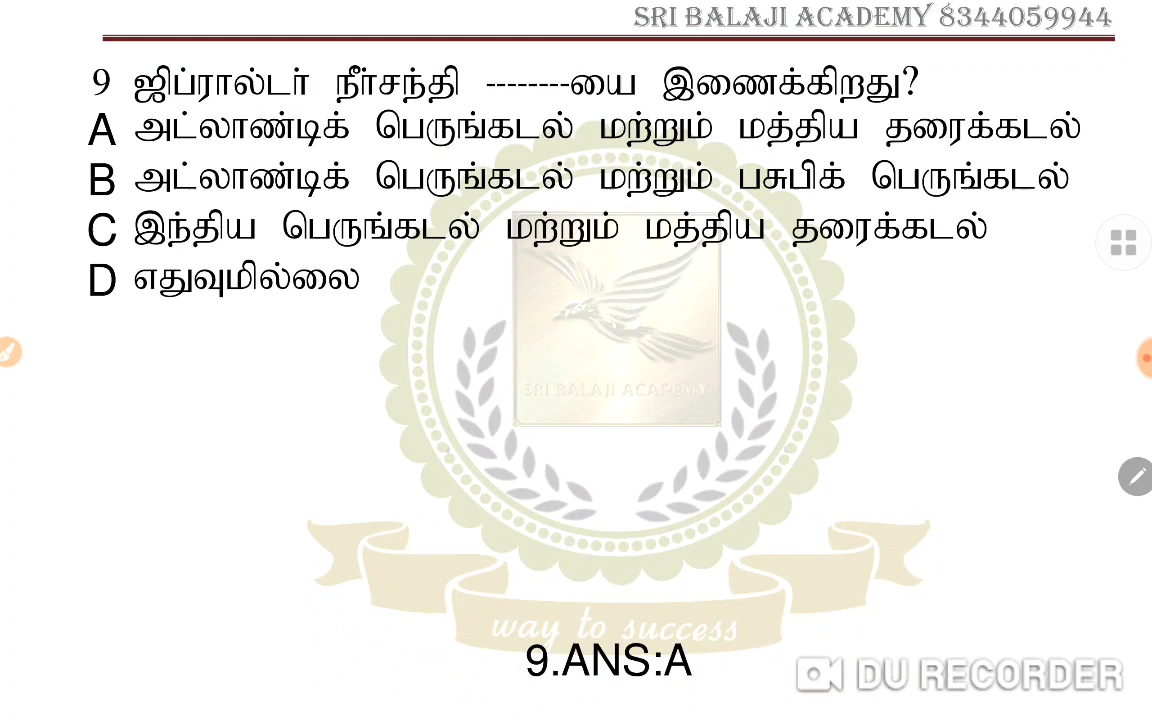 SRI BALAJI ACADEMY 8344059944
9 ஜிப்ரால்டர் நீர்சந்தி --------யை இணைக்கிறது?
A அட்லாண்டிக் பெருங்கடல் மற்றும் மத்திய தரைக்கடல்
B அட்லாண்டிக் பெருங்கடல் மற்றும் பசுபிக் பெருங்கடல்
C இந்திய பெருங்கடல் மற்றும் மத்திய தரைக்கடல்
D எதுவுமில்லை
SRI BALAJI ACADEMY
way to success
9.ANS:A
DU RECORDER